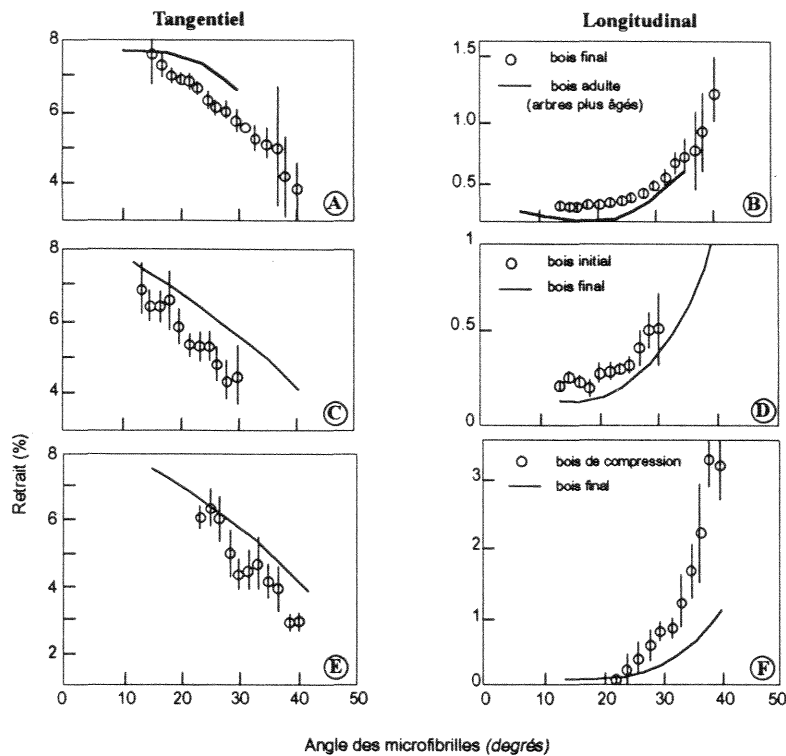 Tangentiel
Longitudinal
8
6
4
A
1.5
1.0
0.5
bois final
bois adulte
(arbres plus âgés)
B
8
6
4
C
1
0.5
0
bois initial
bois final
D
Retrait (%)
8
6
4
2
E
0 10 20 30 40 50
3
2
1
0
bois de compression
bois final
F
0 10 20 30 40 50
Angle des microfibrilles (degrés)